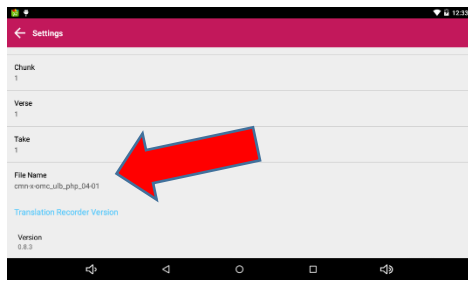 12:33
Settings
Chunk
1
Verse
1
Take
1
File Name
cmn-x-omc_ulb_php_04-01
Translation Recorder Version
Version
0.8.3